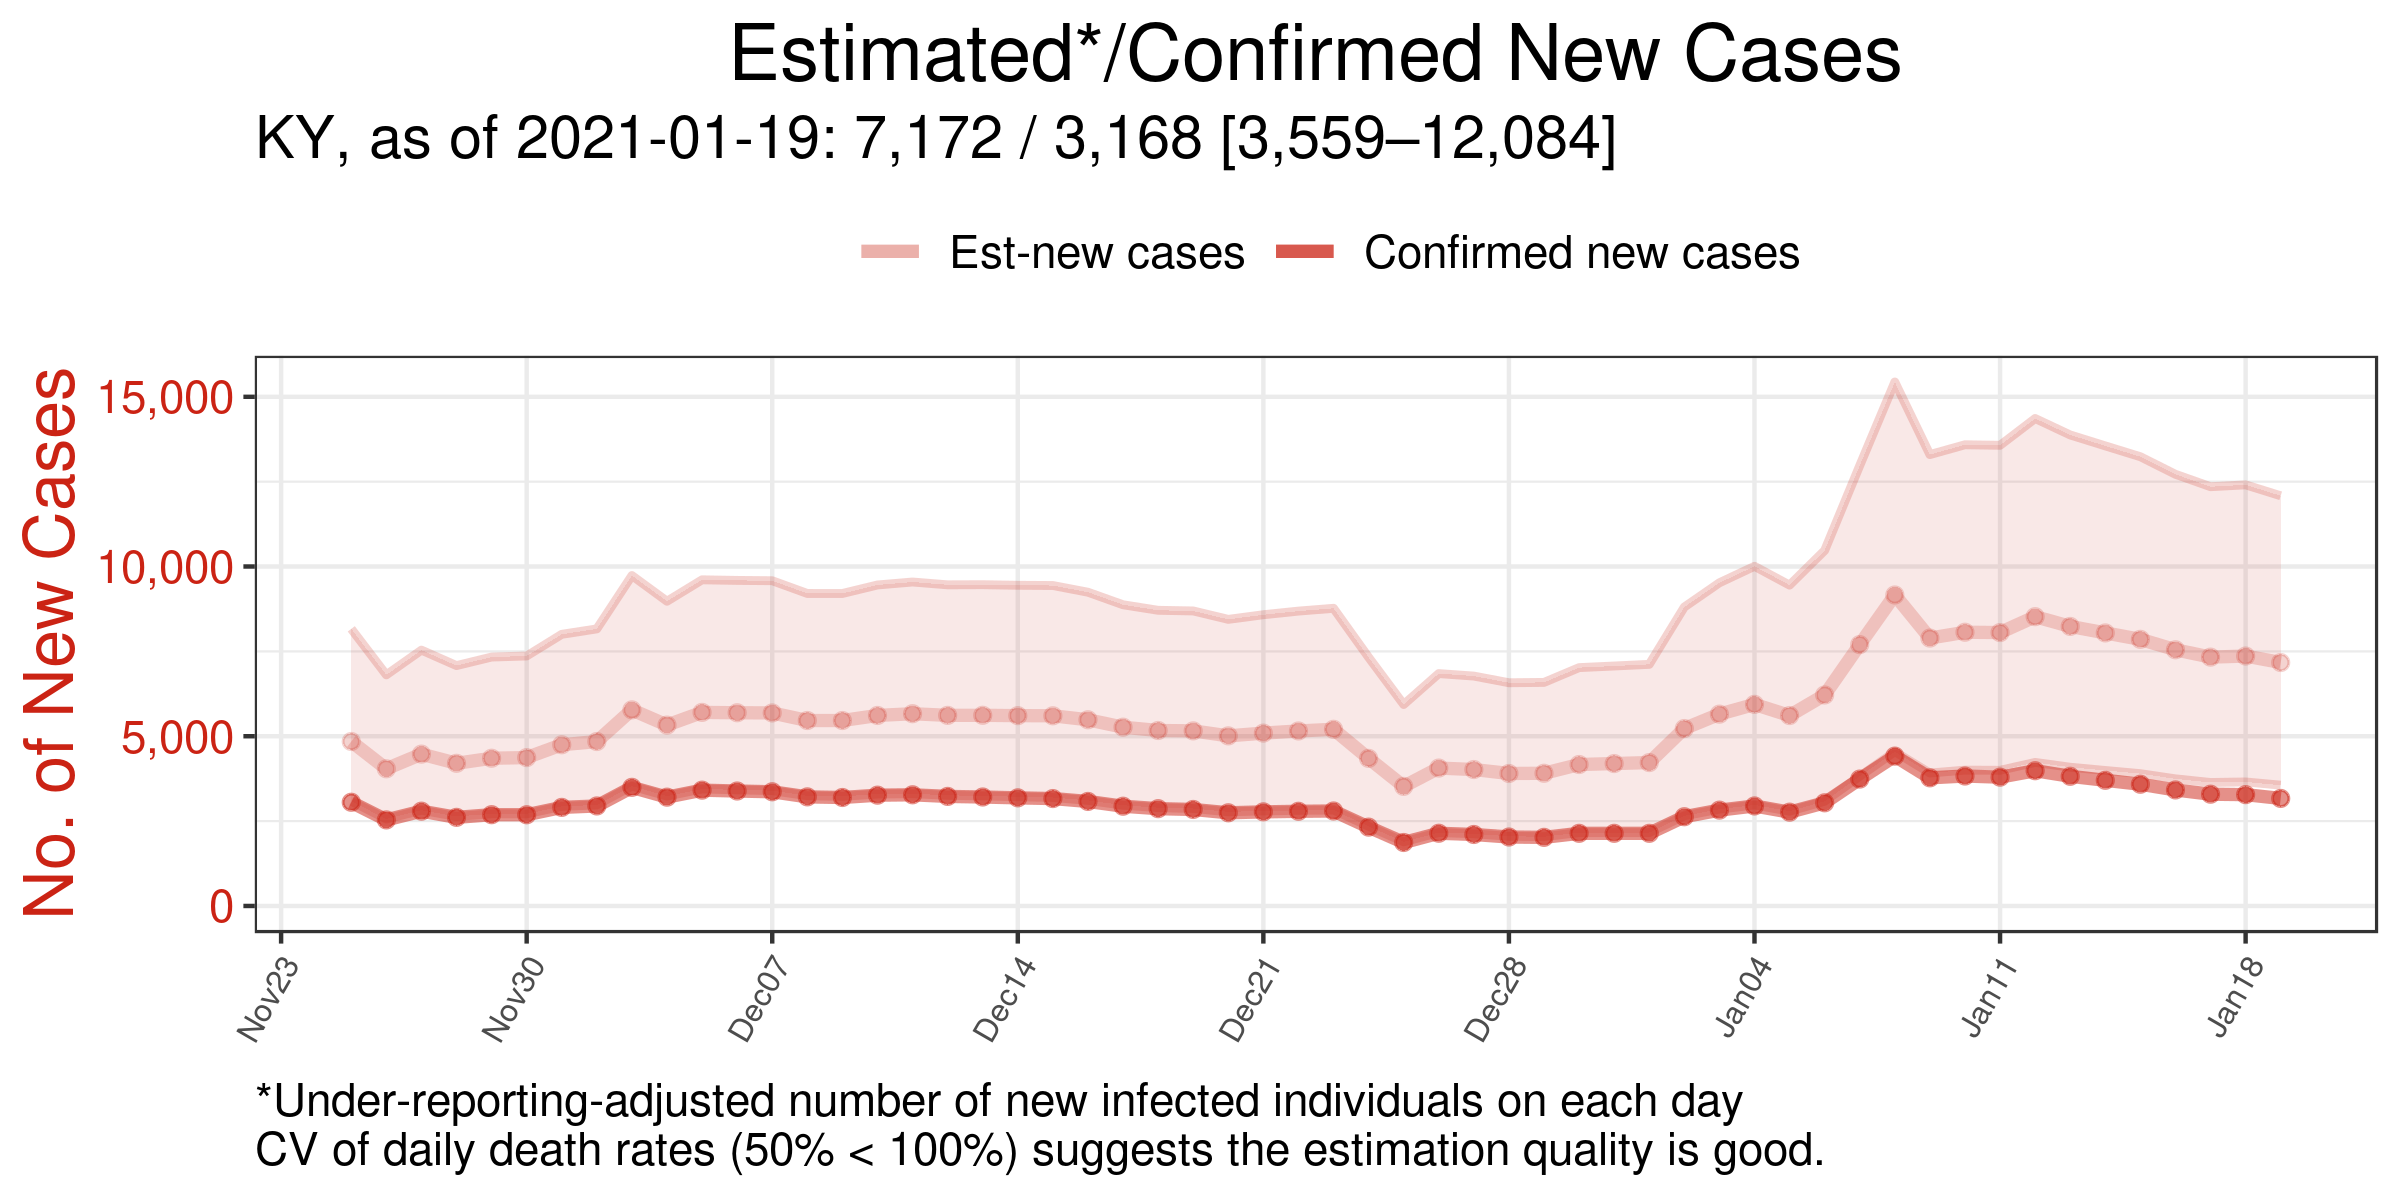 Estimated*/Confirmed New Cases
KY, as of 2021-01-19: 7,172 / 3,168 [3,559–12,084]
Est-new cases
Confirmed new cases
No. of New Cases
15,000
10,000
5,000
0
Nov23
Nov30
Dec07
Dec14
Dec21
Dec28
Jan04
Jan11
Jan18
*Under-reporting-adjusted number of new infected individuals on each day
CV of daily death rates (50% < 100%) suggests the estimation quality is good.